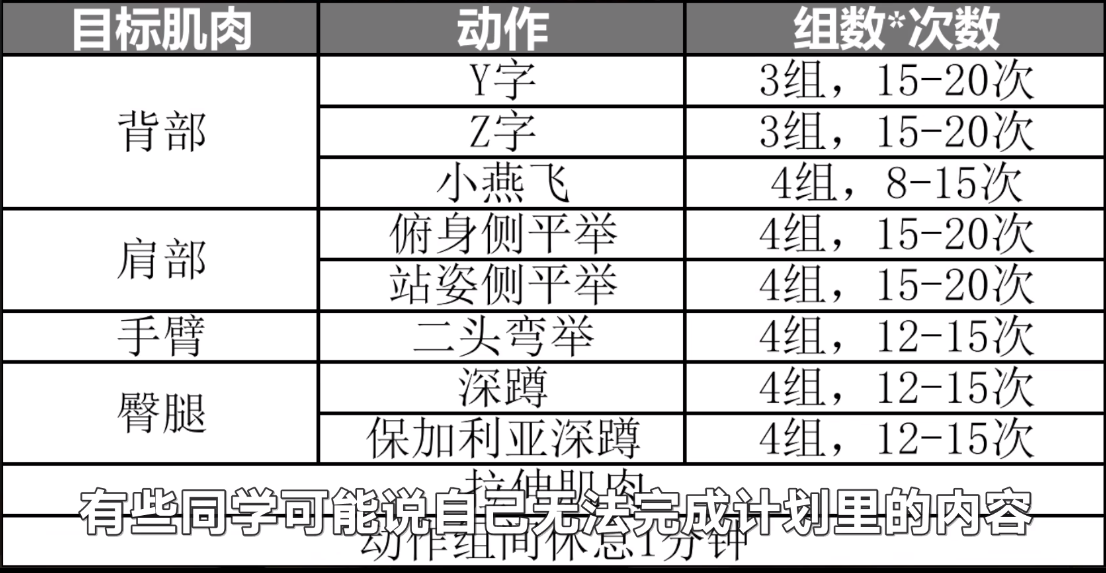 目标肌肉 动作 组数*次数
背部 Y字 3组，15-20次
Z字 3组，15-20次
小燕飞 4组，8-15次
肩部 俯身侧平举 4组，15-20次
站姿侧平举 4组，15-20次
手臂 二头弯举 4组，12-15次
臀腿 深蹲 4组，12-15次
保加利亚深蹲 4组，12-15次
拉伸肌肉
有些同学可能说自己无法完成计划里的内容
动作组间休息1分钟